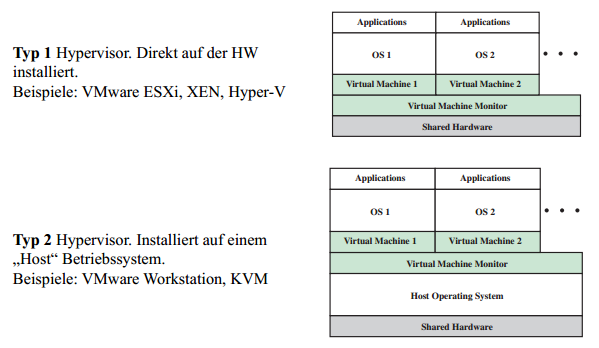 Typ 1 Hypervisor. Direkt auf der HW
installiert.
Beispiele: VMware ESXi, XEN, Hyper-V
Applications
Applications
OS 1
OS 2
Virtual Machine 1
Virtual Machine 2
Virtual Machine Monitor
Shared Hardware
Typ 2 Hypervisor. Installiert auf einem
„Host“ Betriebssystem.
Beispiele: VMware Workstation, KVM
Applications
Applications
OS 1
OS 2
Virtual Machine 1
Virtual Machine 2
Virtual Machine Monitor
Host Operating System
Shared Hardware